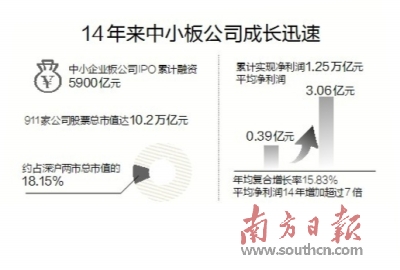 14年来中小板公司成长迅速
中小企业板公司IPO累计融资
5900亿元
911家公司股票总市值达10.2万亿元
约占深沪两市总市值的
18.15%
累计实现净利润1.25万亿元
平均净利润
3.06亿元
0.39亿元
年均复合增长率15.83%
平均净利润14年增加超过7倍
南方日报
www.southcn.com